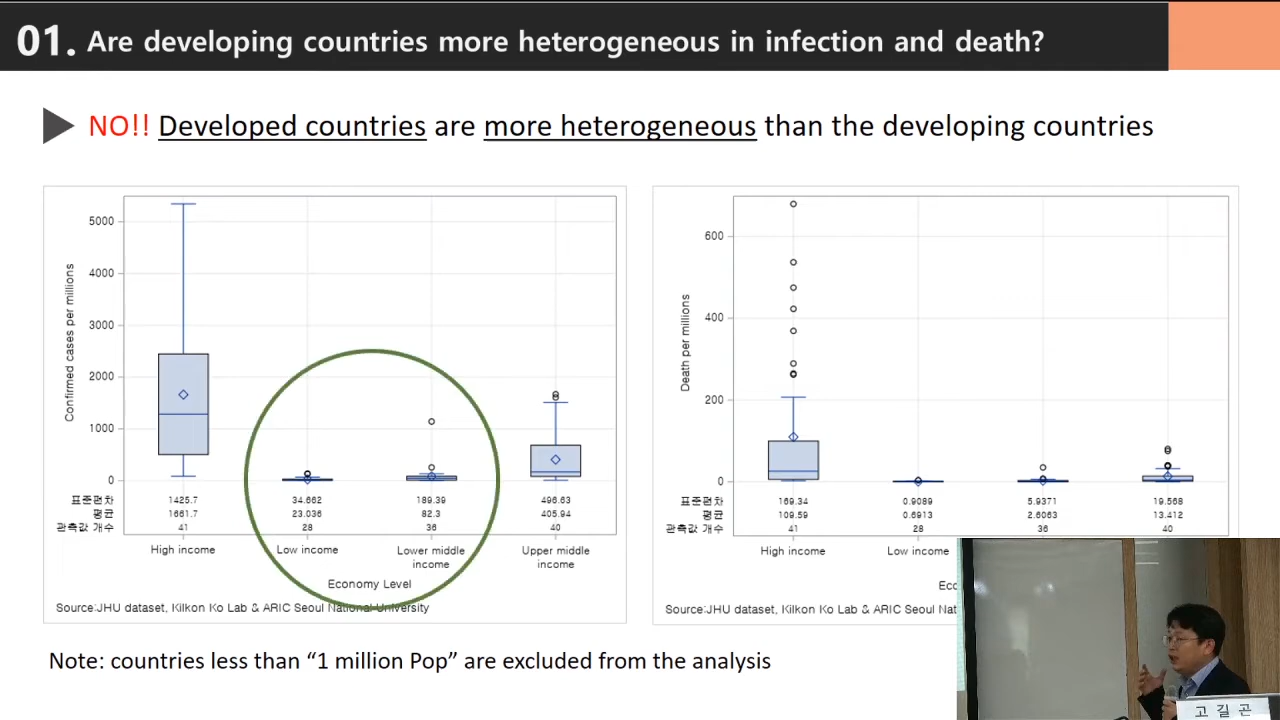 01. Are developing countries more heterogeneous in infection and death?
NO!! Developed countries are more heterogeneous than the developing countries
Confirmed cases per millions
5000
4000
3000
2000
1000
0
표준편차 1425.7 34.662 189.39 496.63
평균 1661.7 23.036 82.3 405.94
관측값 개수 41 28 36 40
High income Low income Lower middle income Upper middle income
Economy Level
Source:JHU dataset, Kilkon Ko Lab & ARIC Seoul National University
Death per millions
600
400
200
0
표준편차 169.34 0.9089 5.9371 19.568
평균 109.59 0.6913 2.6063 13.412
관측값 개수 41 28 36 40
High income Low income
Ecc
Source:JHU dataset, Kilkon Ko Lab & ARIC Seoul Nat
Note: countries less than “1 million Pop” are excluded from the analysis
고 길 곤